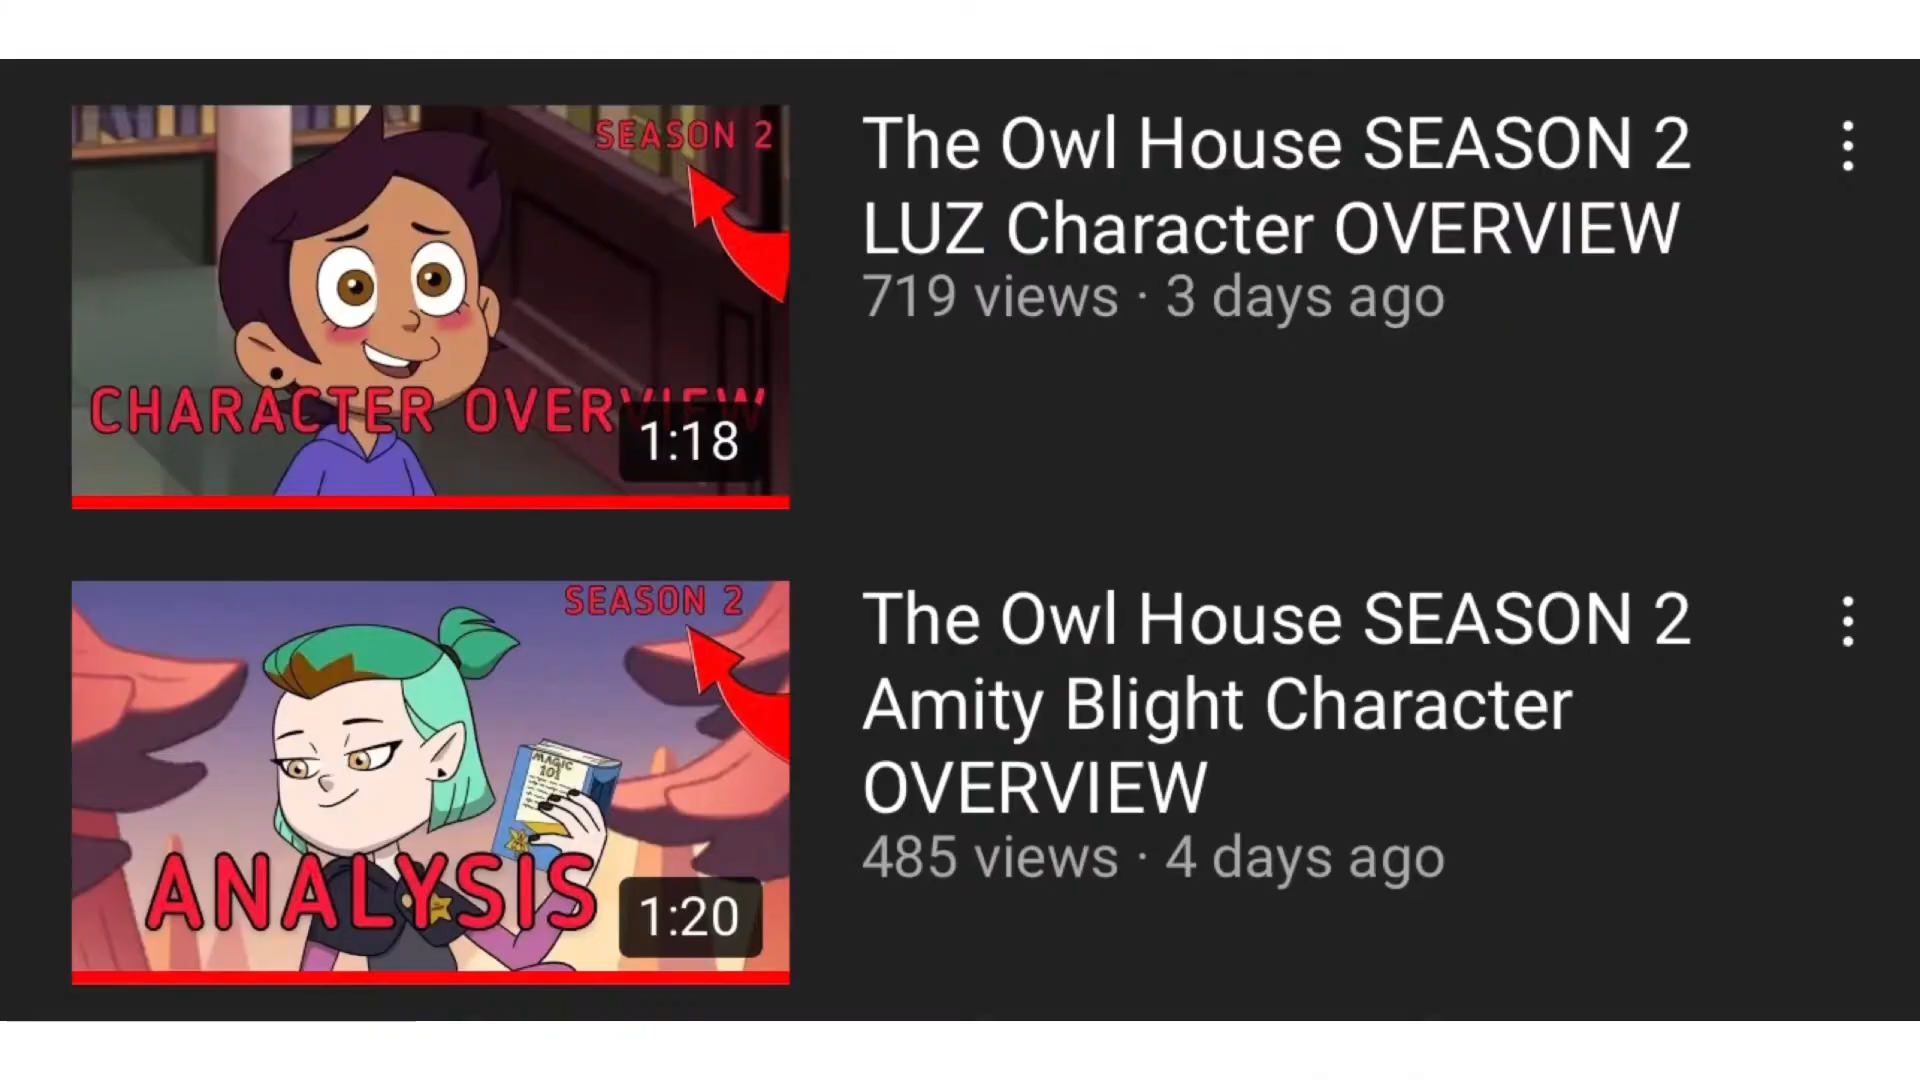 SEASON 2
CHARACTER OVERVIEW
1:18
The Owl House SEASON 2
LUZ Character OVERVIEW
719 views · 3 days ago
SEASON 2
MAGIC
101
ANALYSIS
1:20
The Owl House SEASON 2
Amity Blight Character
OVERVIEW
485 views · 4 days ago